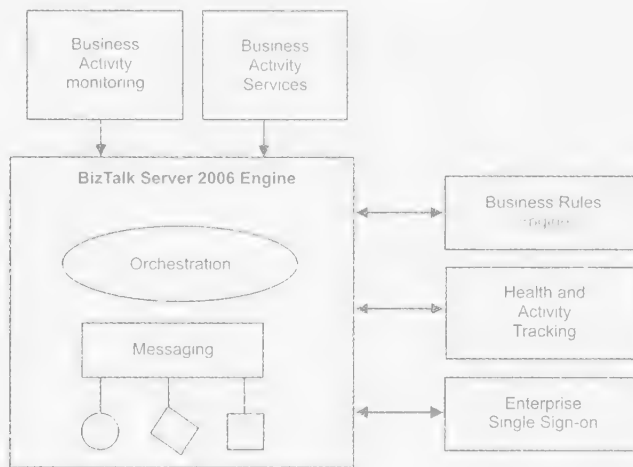 Business
Activity
monitoring
Business
Activity
Services
BizTalk Server 2006 Engine
Orchestration
Messaging
Business Rules
Health and
Activity
Tracking
Enterprise
Single Sign-on